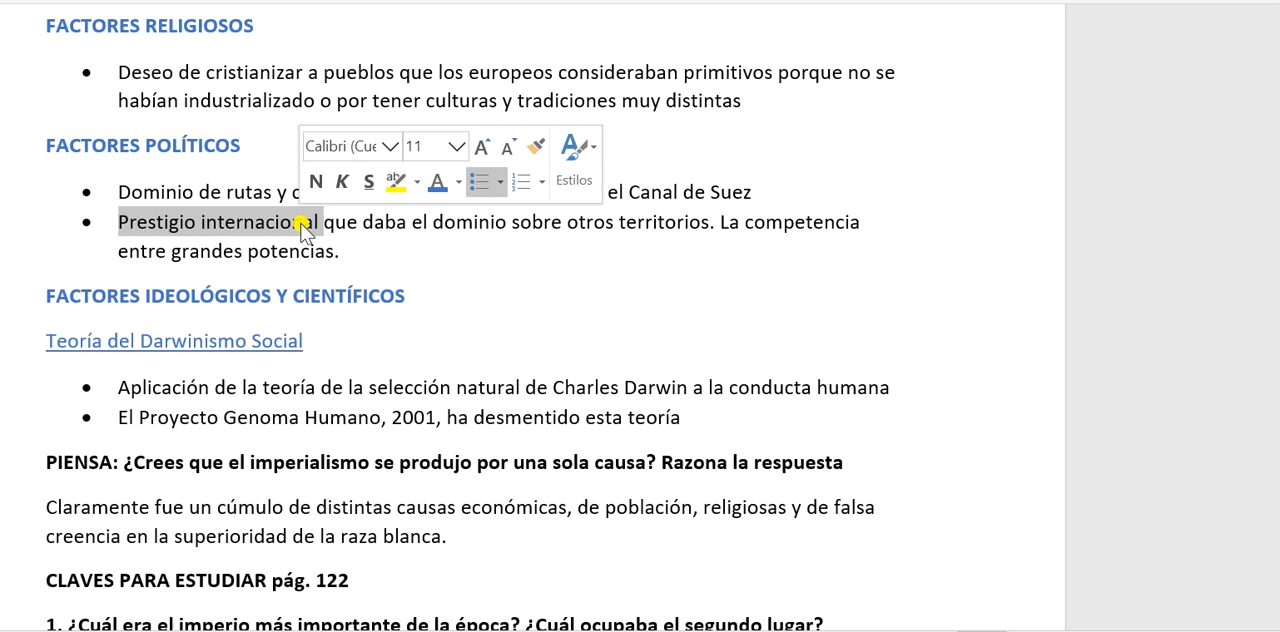 FACTORES RELIGIOSOS
• Deseo de cristianizar a pueblos que los europeos consideraban primitivos porque no se
habían industrializado o por tener culturas y tradiciones muy distintas
FACTORES POLÍTICOS
Calibri (Cue 11
N K S Estilos
• Dominio de rutas y el Canal de Suez
• Prestigio internacional que daba el dominio sobre otros territorios. La competencia
entre grandes potencias.
FACTORES IDEOLÓGICOS Y CIENTÍFICOS
Teoría del Darwinismo Social
• Aplicación de la teoría de la selección natural de Charles Darwin a la conducta humana
• El Proyecto Genoma Humano, 2001, ha desmentido esta teoría
PIENSA: ¿Crees que el imperialismo se produjo por una sola causa? Razona la respuesta
Claramente fue un cúmulo de distintas causas económicas, de población, religiosas y de falsa
creencia en la superioridad de la raza blanca.
CLAVES PARA ESTUDIAR pág. 122
1. ¿Cuál era el imperio más importante de la época? ¿Cuál ocupaba el segundo lugar?